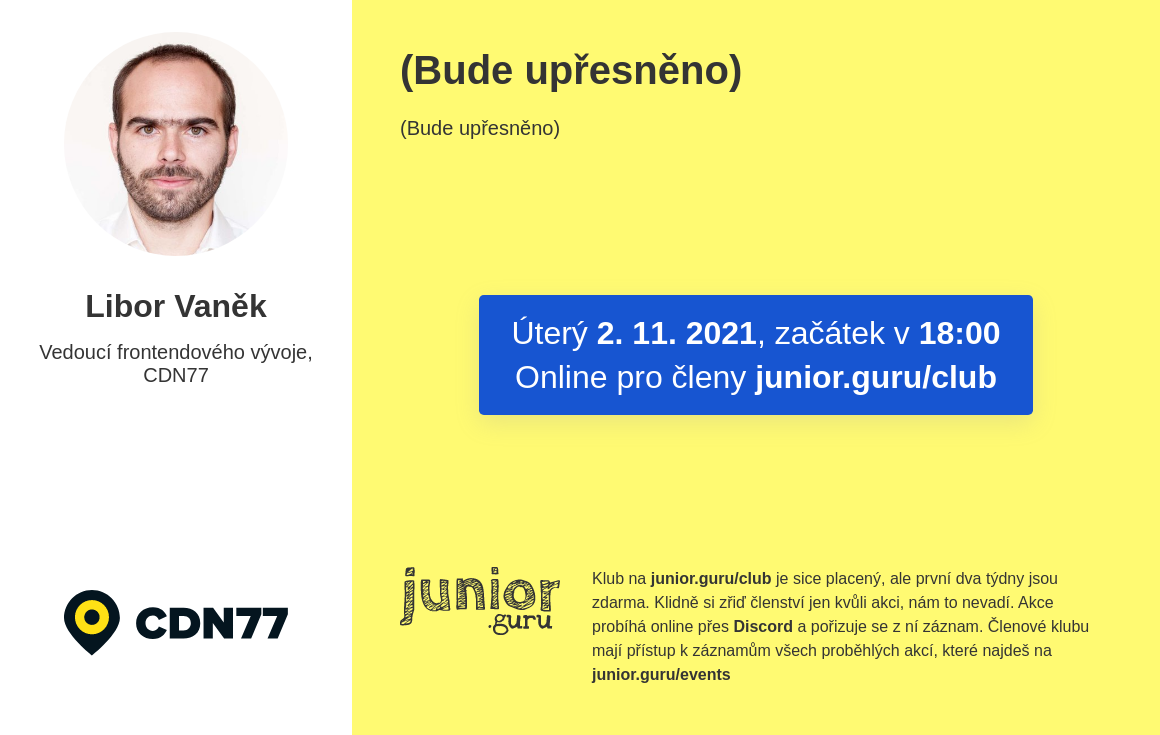 (Bude upřesněno)
(Bude upřesněno)
Libor Vaněk
Vedoucí frontendového vývoje,
CDN77
Úterý 2. 11. 2021, začátek v 18:00
Online pro členy junior.guru/club
CDN77
junior
.guru
Klub na junior.guru/club je sice placený, ale první dva týdny jsou
zdarma. Klidně si zřiď členství jen kvůli akci, nám to nevadí. Akce
probíhá online přes Discord a pořizuje se z ní záznam. Členové klubu
mají přístup k záznamům všech proběhlých akcí, které najdeš na
junior.guru/events